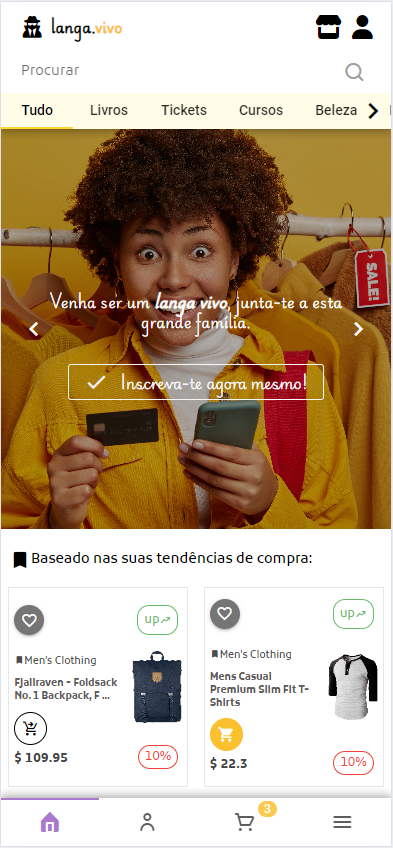 langa.vivo
Procurar
Tudo Livros Tickets Cursos Beleza
SALE!
Venha ser um langa vivo, junta-te a esta
grande família.
Inscreva-te agora mesmo!
Baseado nas suas tendências de compra:
up
Men's Clothing
Fjallraven - Foldsack
No. 1 Backpack, F ...
$ 109.95
10%
up
Men's Clothing
Mens Casual
Premium Slim Fit T-
Shirts
$ 22.3
10%
3